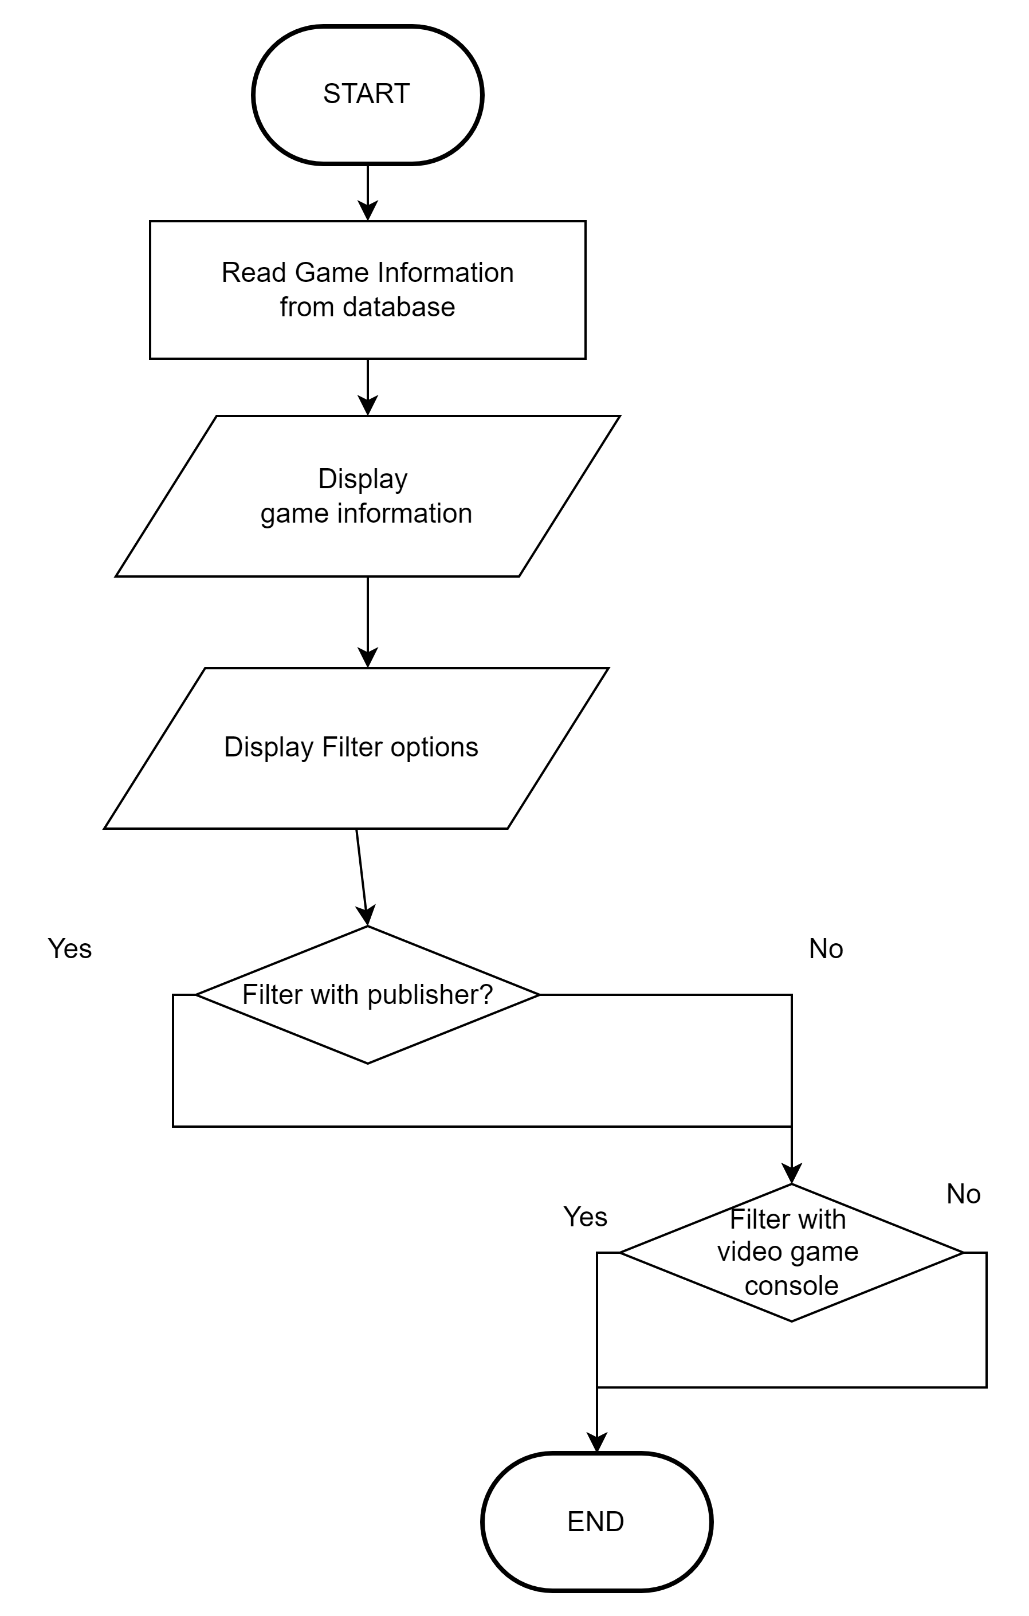 START
Read Game Information
from database
Display
game information
Display Filter options
Yes
No
Filter with publisher?
Yes
No
Filter with
video game
console
END